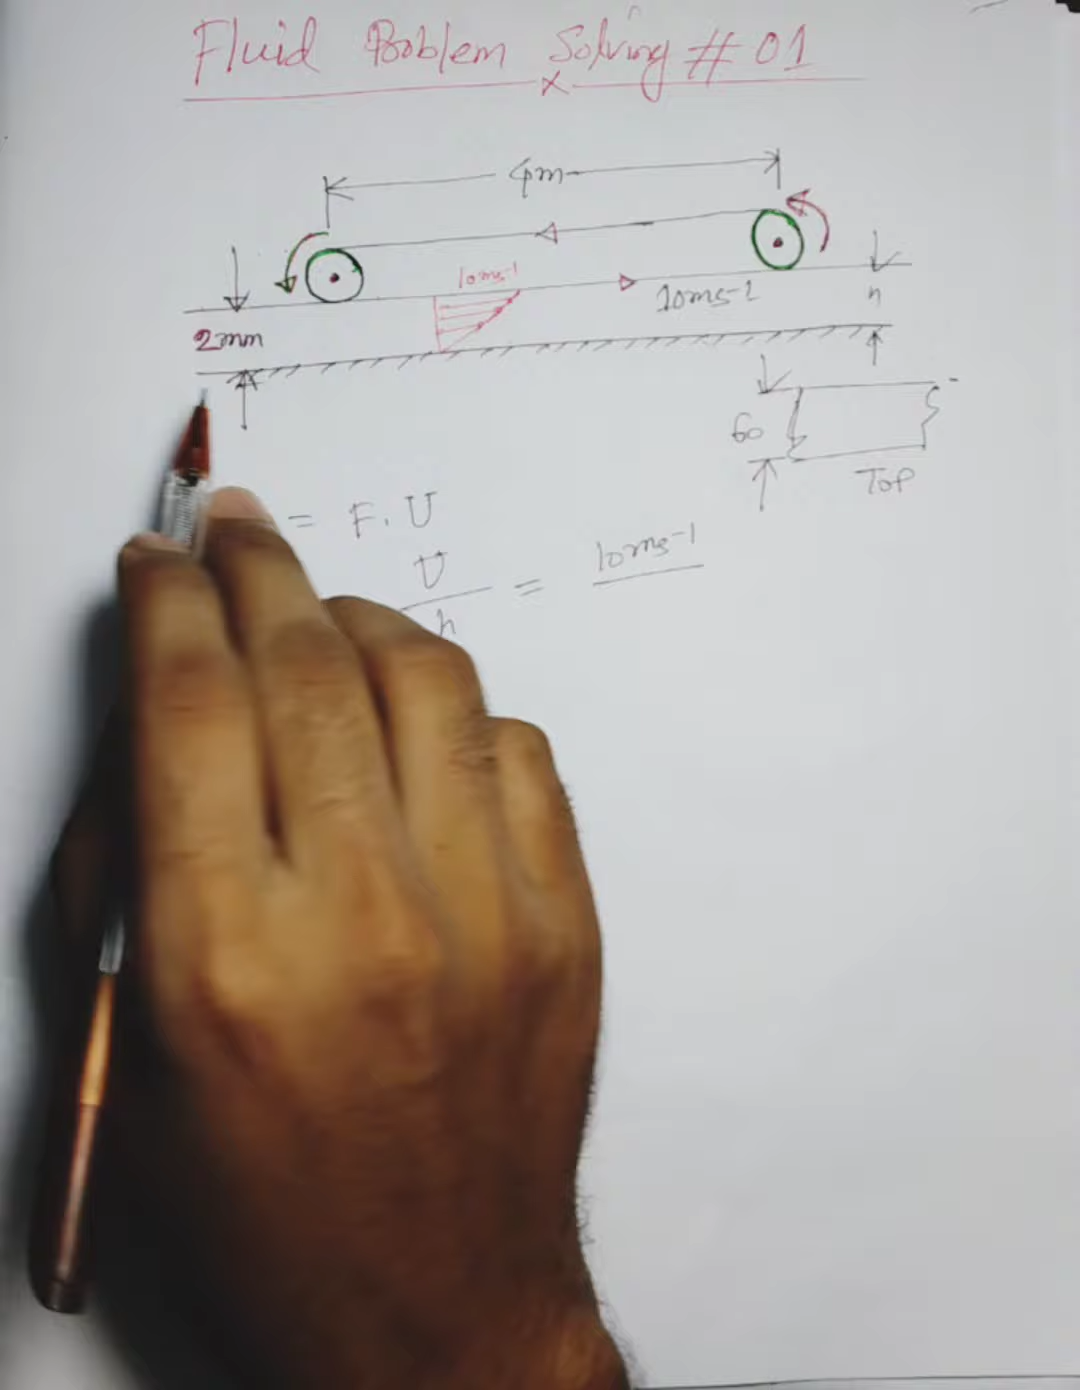 Fluid Problem Solving # 01
4m
10ms-1
10ms-1
h
2mm
60
Top
= F. U
U
h
=
10ms-1